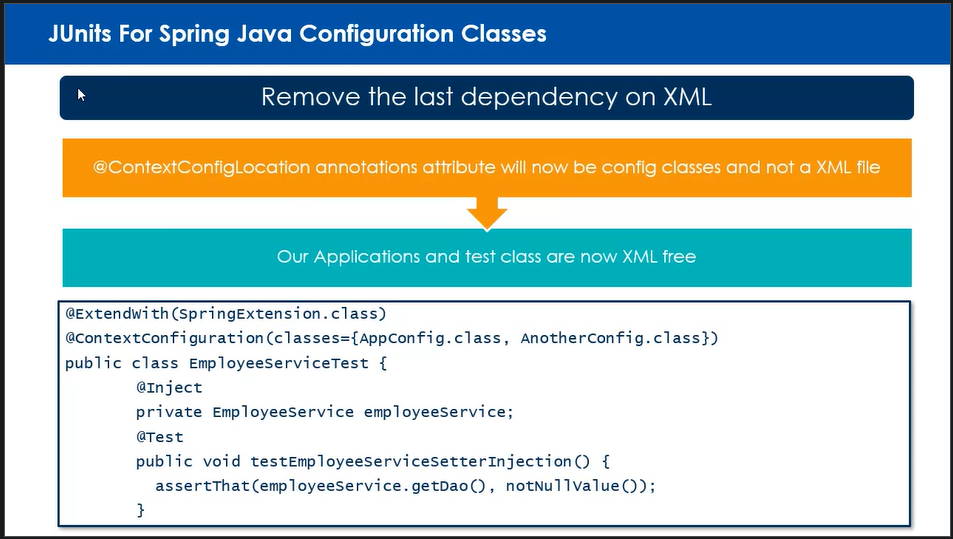 JUnits For Spring Java Configuration Classes
Remove the last dependency on XML
@ContextConfigLocation annotations attribute will now be config classes and not a XML file
Our Applications and test class are now XML free
@ExtendWith(SpringExtension.class)
@ContextConfiguration(classes={AppConfig.class, AnotherConfig.class})
public class EmployeeServiceTest {
@Inject
private EmployeeService employeeService;
@Test
public void testEmployeeServiceSetterInjection() {
assertThat(employeeService.getDao(), notNullValue());
}